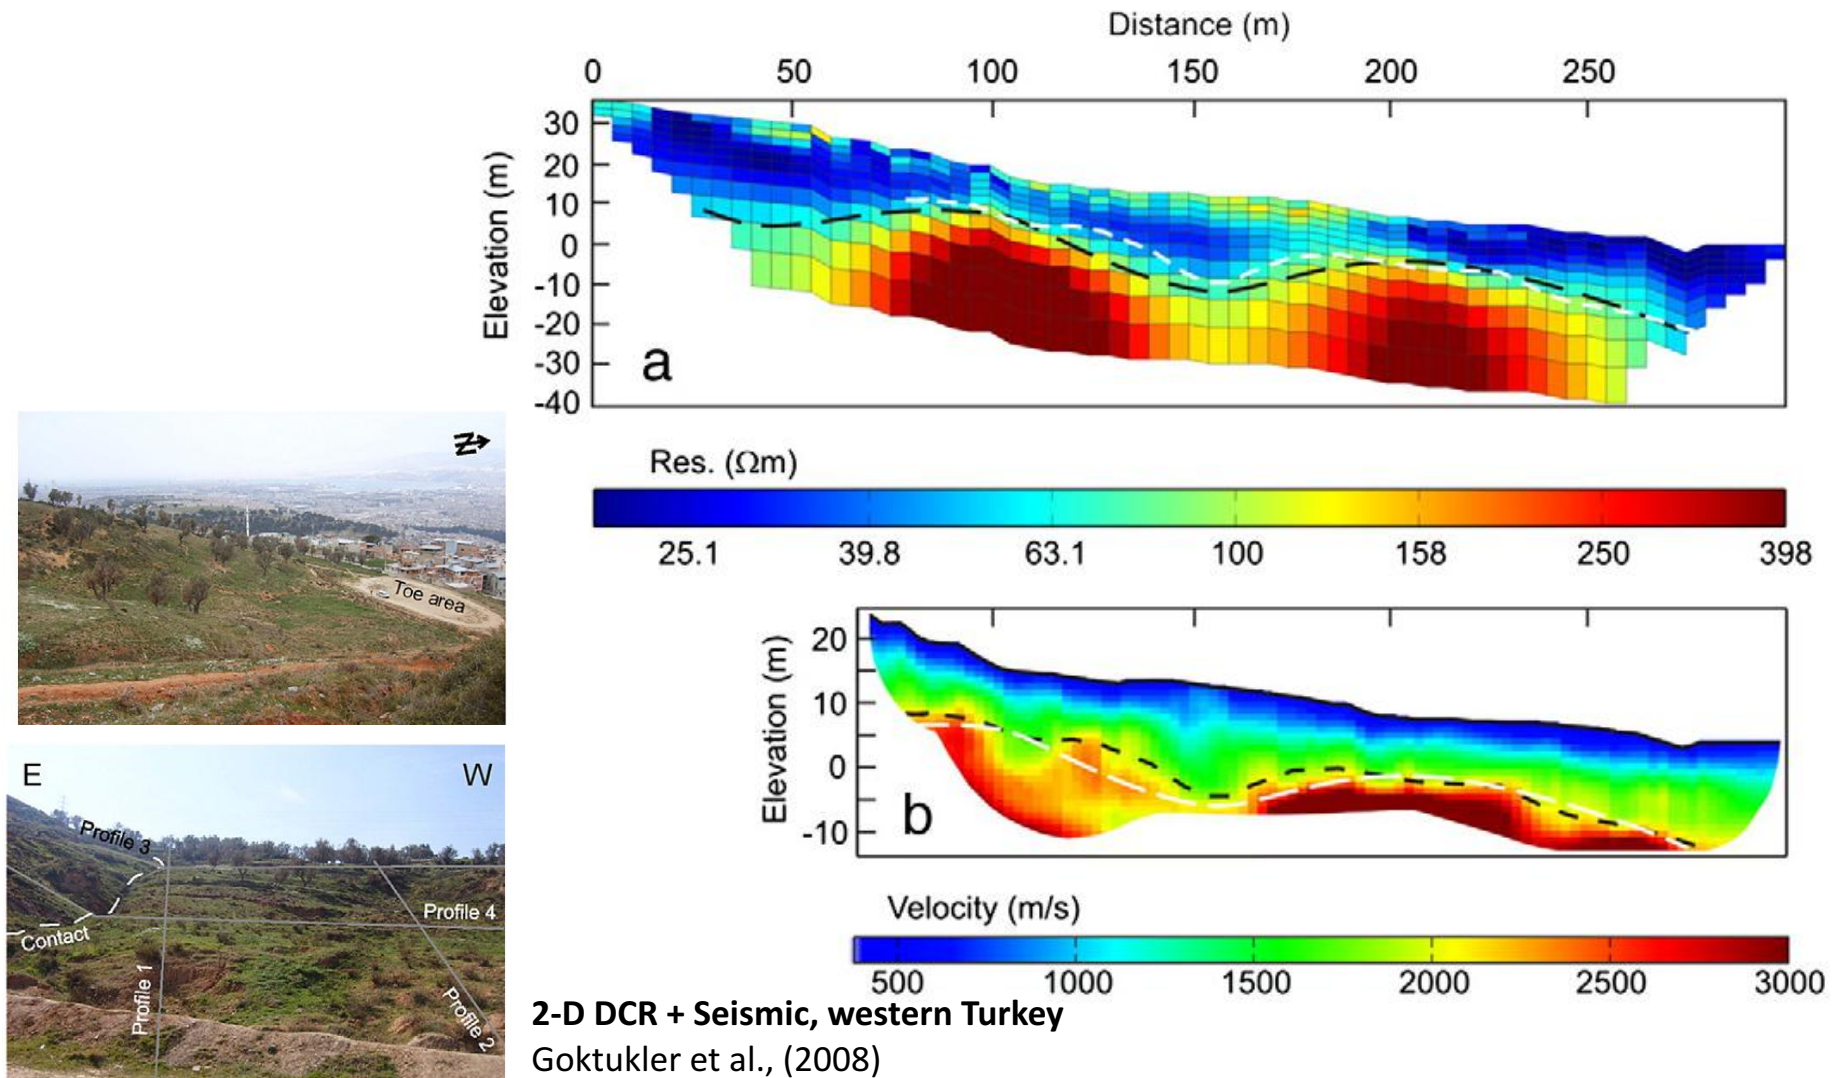 Distance (m)
0 50 100 150 200 250
Elevation (m)
30
20
10
0
-10
-20
-30
-40
a
Res. (Ωm)
25.1 39.8 63.1 100 158 250 398
N
Toe area
Elevation (m)
20
10
0
-10
b
Velocity (m/s)
500 1000 1500 2000 2500 3000
E W
Profile 3
Profile 4
Contact
Profile 1
Profile 2
2-D DCR + Seismic, western Turkey
Goktukler et al., (2008)